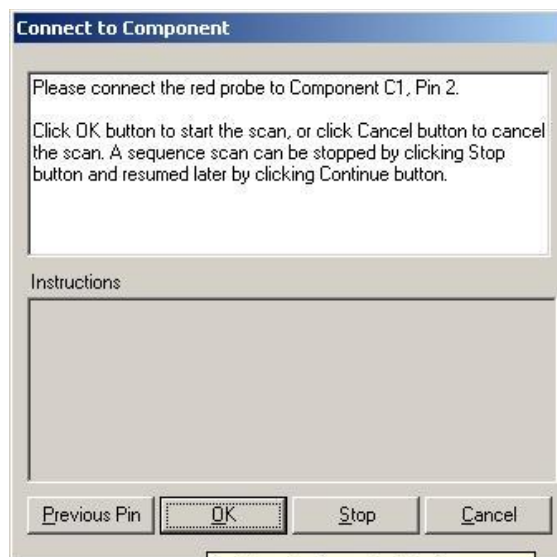 Connect to Component
Please connect the red probe to Component C1, Pin 2.
Click OK button to start the scan, or click Cancel button to cancel
the scan. A sequence scan can be stopped by clicking Stop
button and resumed later by clicking Continue button.
Instructions
Previous Pin
OK
Stop
Cancel